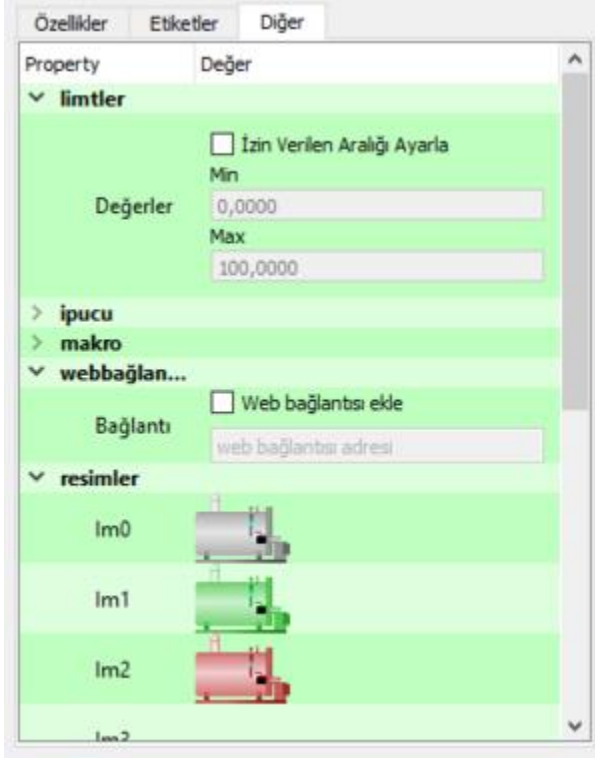 Özellikler Etiketler Diğer
Property Değer
limtler
İzin Verilen Aralığı Ayarla
Min
Değerler 0,0000
Max
100,0000
ipucu
makro
webbağlan...
Web bağlantısı ekle
Bağlantı
web bağlantısı adresi
resimler
Im0
Im1
Im2
Im3